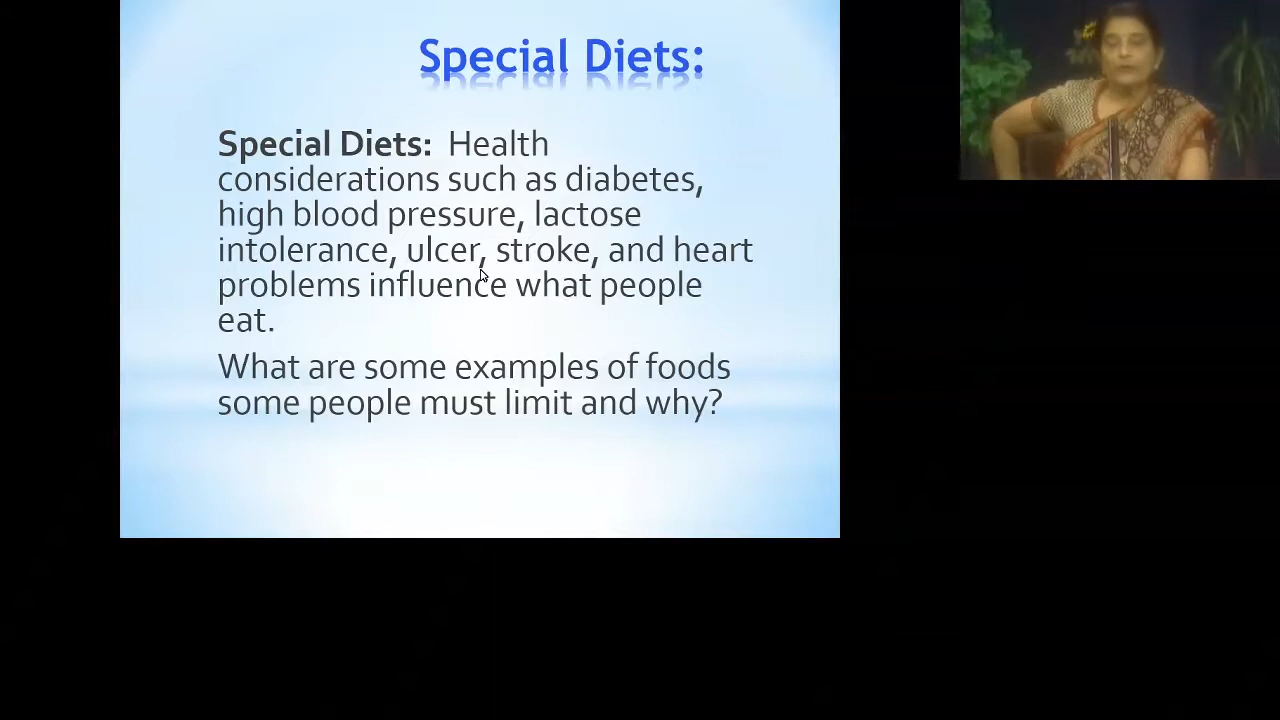 Special Diets:
Special Diets: Health
considerations such as diabetes,
high blood pressure, lactose
intolerance, ulcer, stroke, and heart
problems influence what people
eat.
What are some examples of foods
some people must limit and why?